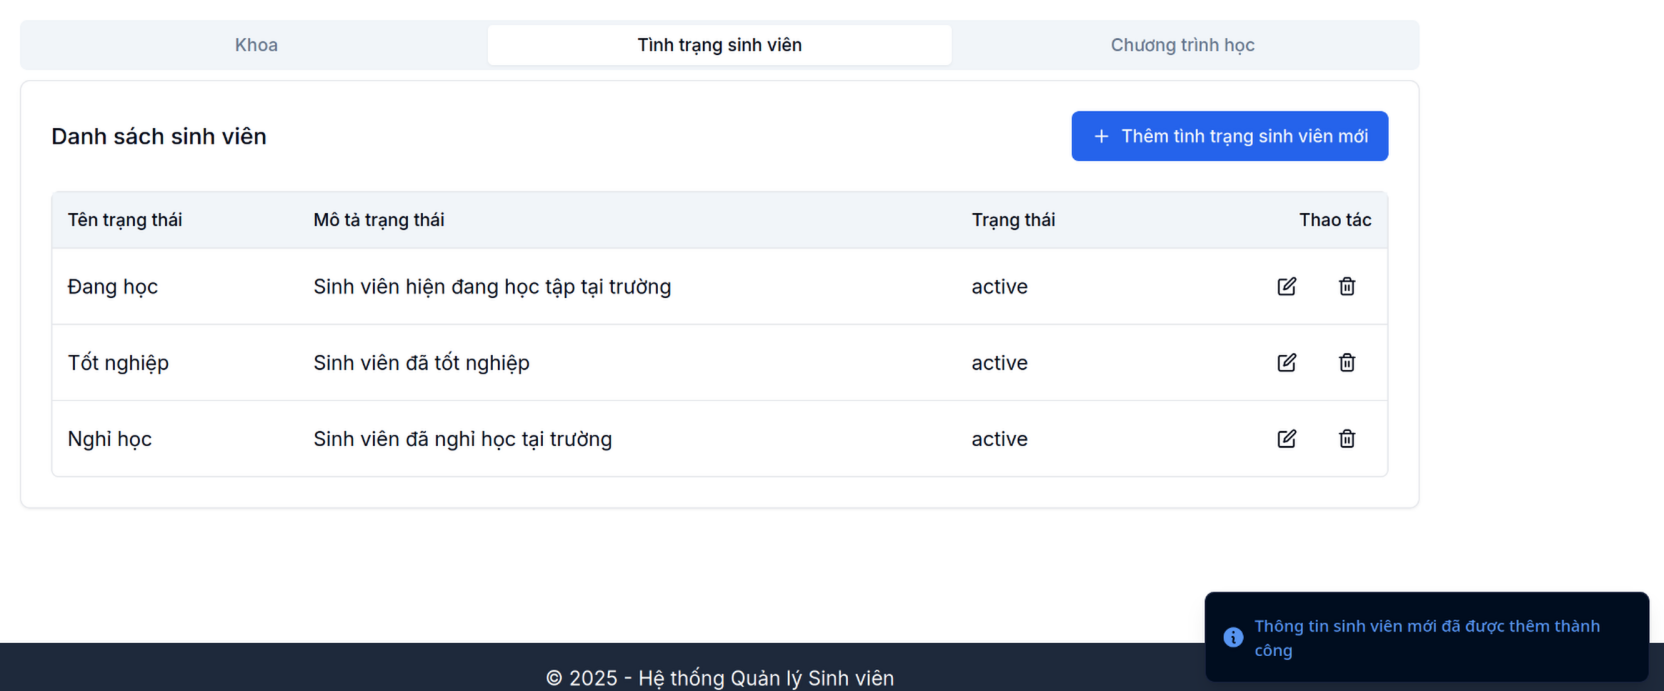 Khoa
Tình trạng sinh viên
Chương trình học
Danh sách sinh viên
+ Thêm tình trạng sinh viên mới
Tên trạng thái Mô tả trạng thái Trạng thái Thao tác
Đang học Sinh viên hiện đang học tập tại trường active
Tốt nghiệp Sinh viên đã tốt nghiệp active
Nghỉ học Sinh viên đã nghỉ học tại trường active
Thông tin sinh viên mới đã được thêm thành
công
© 2025 - Hệ thống Quản lý Sinh viên